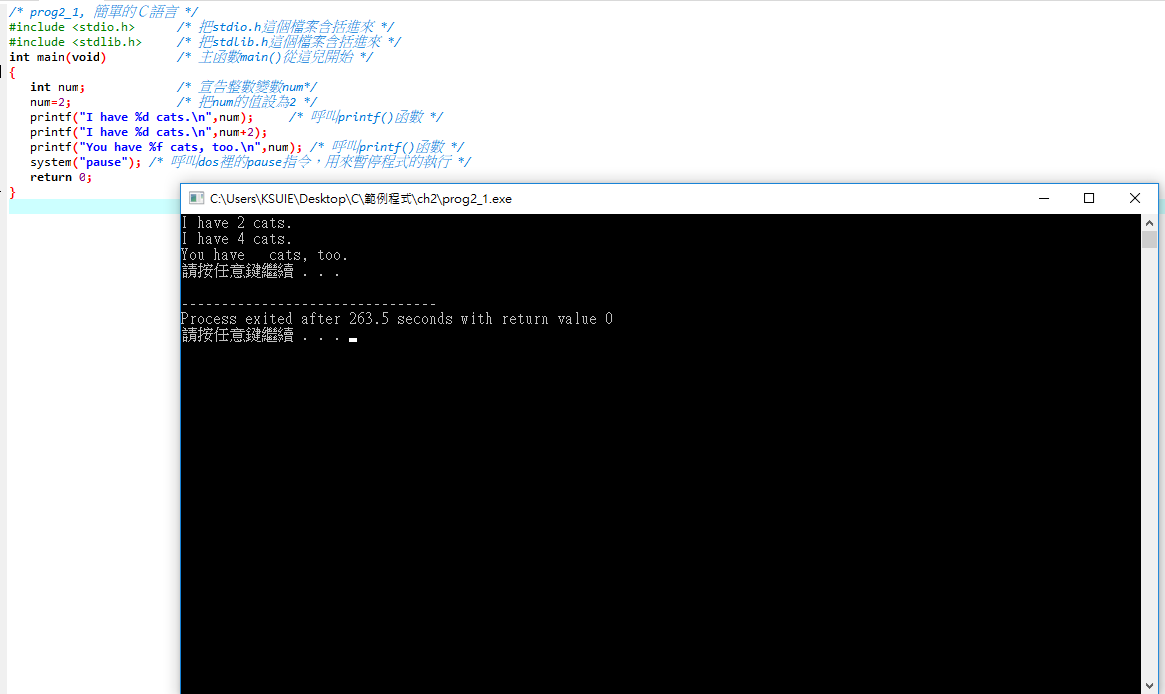 /* prog2_1, 簡單的Ｃ語言 */
#include <stdio.h>      /* 把stdio.h這個檔案含括進來 */
#include <stdlib.h>     /* 把stdlib.h這個檔案含括進來 */
int main(void)          /* 主函數main()從這兒開始 */
{
   int num;             /* 宣告整數變數num*/
   num=2;               /* 把num的值設為2 */
   printf("I have %d cats.\n",num);     /* 呼叫printf()函數 */
   printf("I have %d cats.\n",num+2);
   printf("You have %f cats, too.\n",num); /* 呼叫printf()函數 */
   system("pause"); /* 呼叫dos裡的pause指令，用來暫停程式的執行 */
   return 0;
}
C:\Users\KSUIE\Desktop\C\範例程式\ch2\prog2_1.exe
I have 2 cats.
I have 4 cats.
You have   cats, too.
請按任意鍵繼續 . . .
--------------------------------
Process exited after 263.5 seconds with return value 0
請按任意鍵繼續 . . .